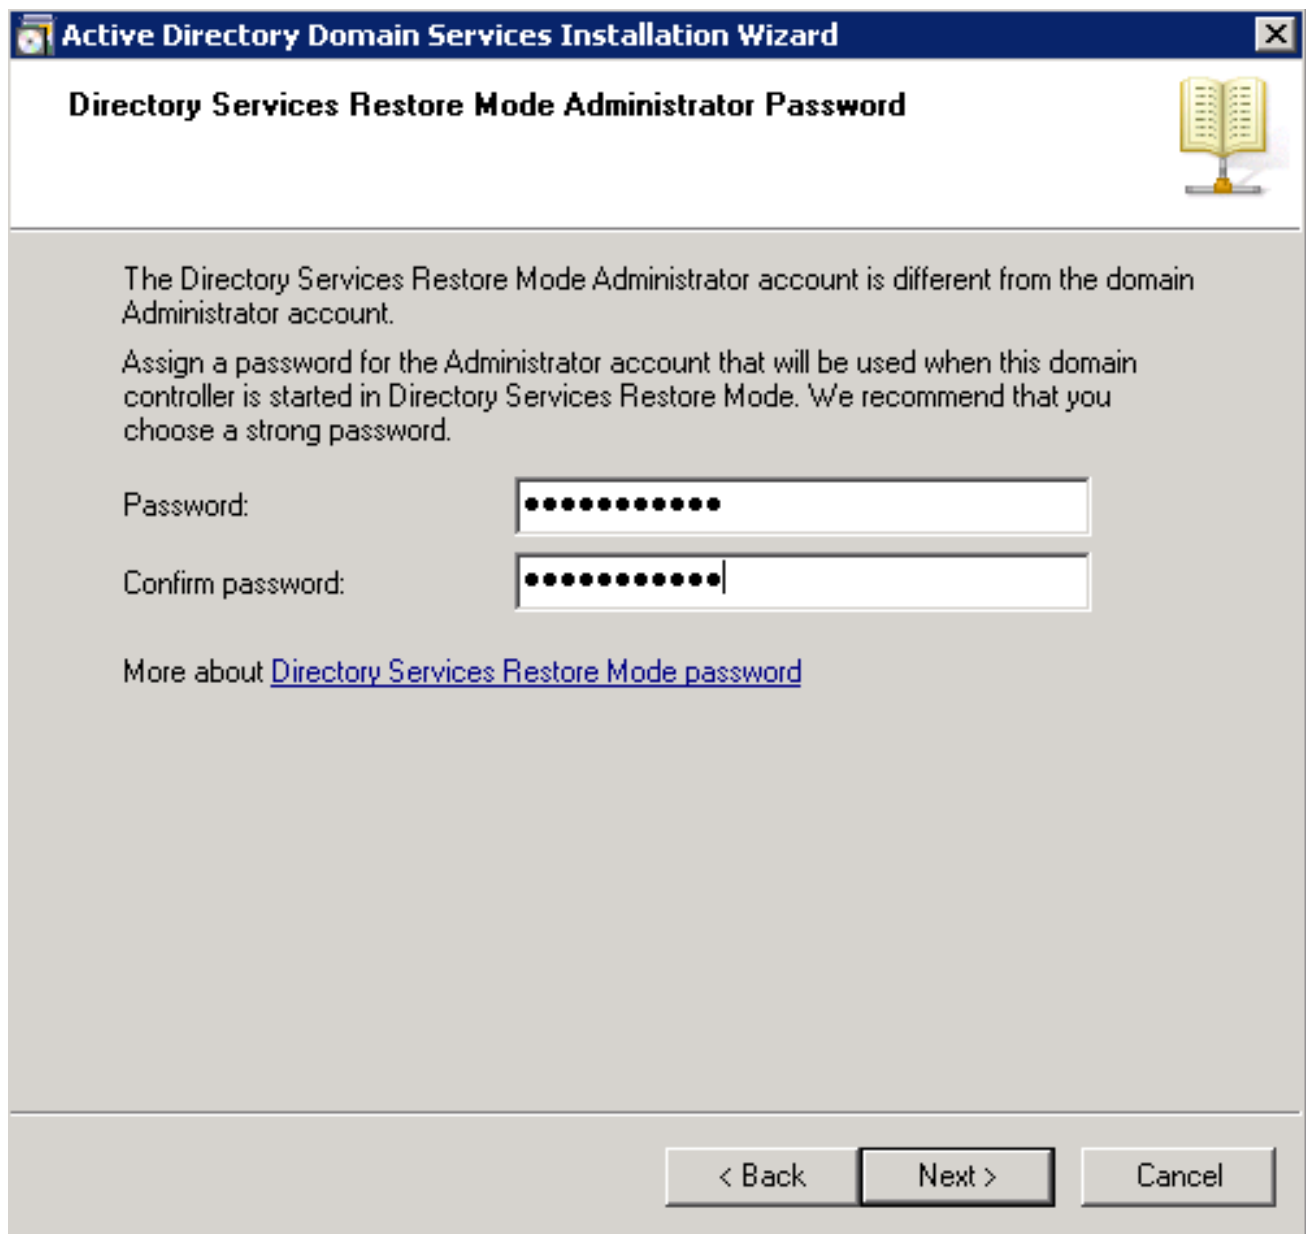 Active Directory Domain Services Installation Wizard
Directory Services Restore Mode Administrator Password
The Directory Services Restore Mode Administrator account is different from the domain
Administrator account.
Assign a password for the Administrator account that will be used when this domain
controller is started in Directory Services Restore Mode. We recommend that you
choose a strong password.
Password: ●●●●●●●●●●●
Confirm password: ●●●●●●●●●●●
More about Directory Services Restore Mode password
< Back Next > Cancel